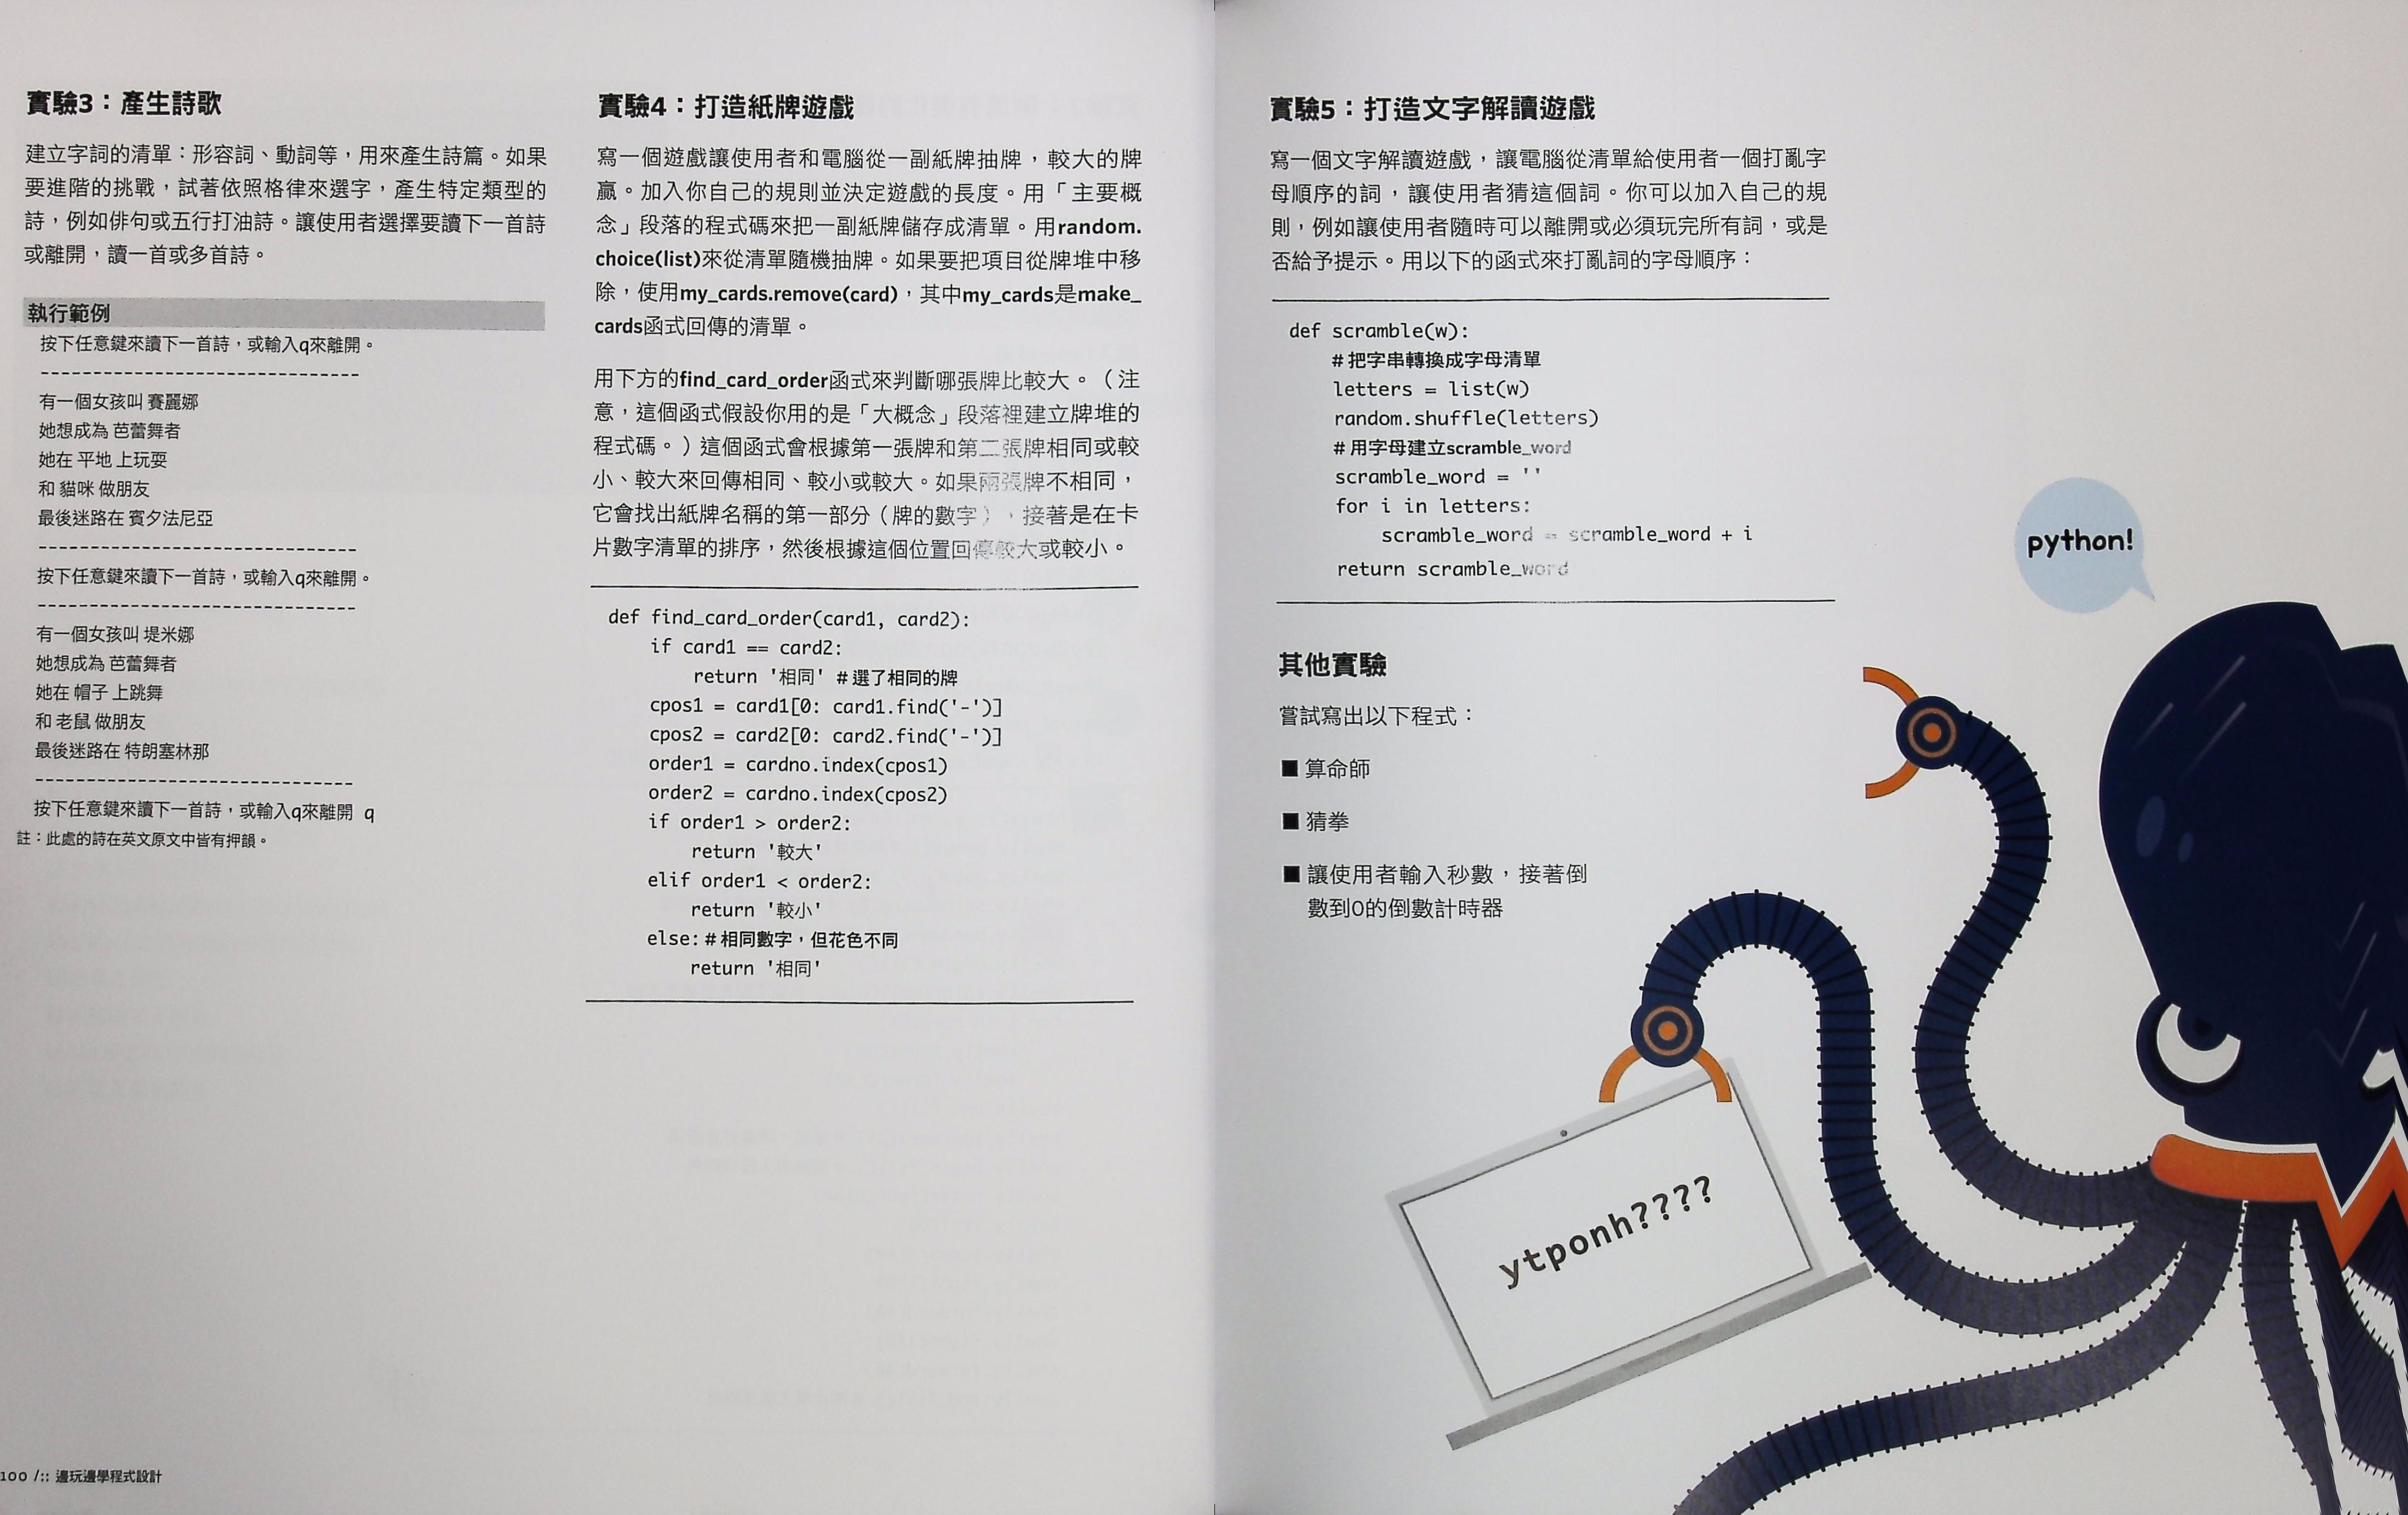 實驗3：產生詩歌
建立字詞的清單：形容詞、動詞等，用來產生詩篇。如果
要進階的挑戰，試著依照格律來選字，產生特定類型的
詩，例如俳句或五行打油詩。讓使用者選擇要讀下一首詩
或離開，讀一首或多首詩。
執行範例
按下任意鍵來讀下一首詩，或輸入q來離開。
-------------------------------
有一個女孩叫 賽麗娜
她想成為 芭蕾舞者
她在 平地 上玩耍
和 貓咪 做朋友
最後迷路在 賓夕法尼亞
-------------------------------
按下任意鍵來讀下一首詩，或輸入q來離開。
-------------------------------
有一個女孩叫 堤米娜
她想成為 芭蕾舞者
她在 帽子 上跳舞
和 老鼠 做朋友
最後迷路在 特朗塞林那
-------------------------------
按下任意鍵來讀下一首詩，或輸入q來離開 q
註：此處的詩在英文原文中皆有押韻。
100 /:: 邊玩邊學程式設計
實驗4：打造紙牌遊戲
寫一個遊戲讓使用者和電腦從一副紙牌抽牌，較大的牌
贏。加入你自己的規則並決定遊戲的長度。用「主要概
念」段落的程式碼來把一副紙牌儲存成清單。用random.
choice(list)來從清單隨機抽牌。如果要把項目從牌堆中移
除，使用my_cards.remove(card)，其中my_cards是make_
cards函式回傳的清單。
用下方的find_card_order函式來判斷哪張牌比較大。（注
意，這個函式假設你用的是「大概念」段落裡建立牌堆的
程式碼。）這個函式會根據第一張牌和第二張牌相同或較
小、較大來回傳相同、較小或較大。如果兩張牌不相同，
它會找出紙牌名稱的第一部分（牌的數字），接著是在卡
片數字清單的排序，然後根據這個位置回傳較大或較小。
def find_card_order(card1, card2):
if card1 == card2:
return '相同' # 選了相同的牌
cpos1 = card1[0: card1.find('-')]
cpos2 = card2[0: card2.find('-')]
order1 = cardno.index(cpos1)
order2 = cardno.index(cpos2)
if order1 > order2:
return '較大'
elif order1 < order2:
return '較小'
else: # 相同數字，但花色不同
return '相同'
實驗5：打造文字解讀遊戲
寫一個文字解讀遊戲，讓電腦從清單給使用者一個打亂字
母順序的詞，讓使用者猜這個詞。你可以加入自己的規
則，例如讓使用者隨時可以離開或必須玩完所有詞，或是
否給予提示。用以下的函式來打亂詞的字母順序：
def scramble(w):
# 把字串轉換成字母清單
letters = list(w)
random.shuffle(letters)
# 用字母建立scramble_word
scramble_word = ''
for i in letters:
scramble_word = scramble_word + i
return scramble_word
其他實驗
嘗試寫出以下程式：
■ 算命師
■ 猜拳
■ 讓使用者輸入秒數，接著倒
數到0的倒數計時器
python!
ytponh????